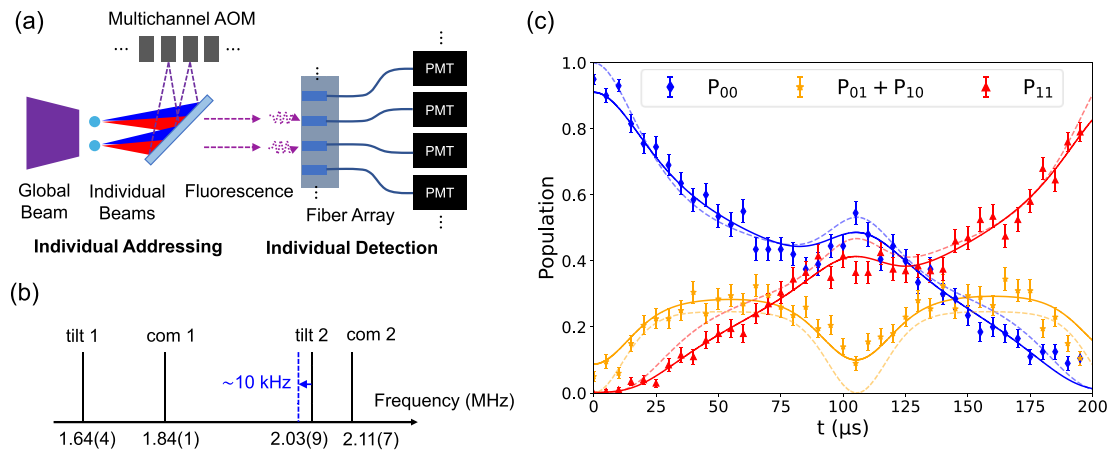 (a)
Multichannel AOM
... ...
Global
Beam
Individual
Beams
Fluorescence
Individual Addressing
...
...
Fiber Array
Individual Detection
...
PMT
PMT
PMT
PMT
...
(b)
tilt 1
com 1
tilt 2
com 2
~10 kHz
Frequency (MHz)
1.64(4)
1.84(1)
2.03(9)
2.11(7)
(c)
P00
P01 + P10
P11
Population
1.0
0.8
0.6
0.4
0.2
0.0
0 25 50 75 100 125 150 175 200
t (μs)